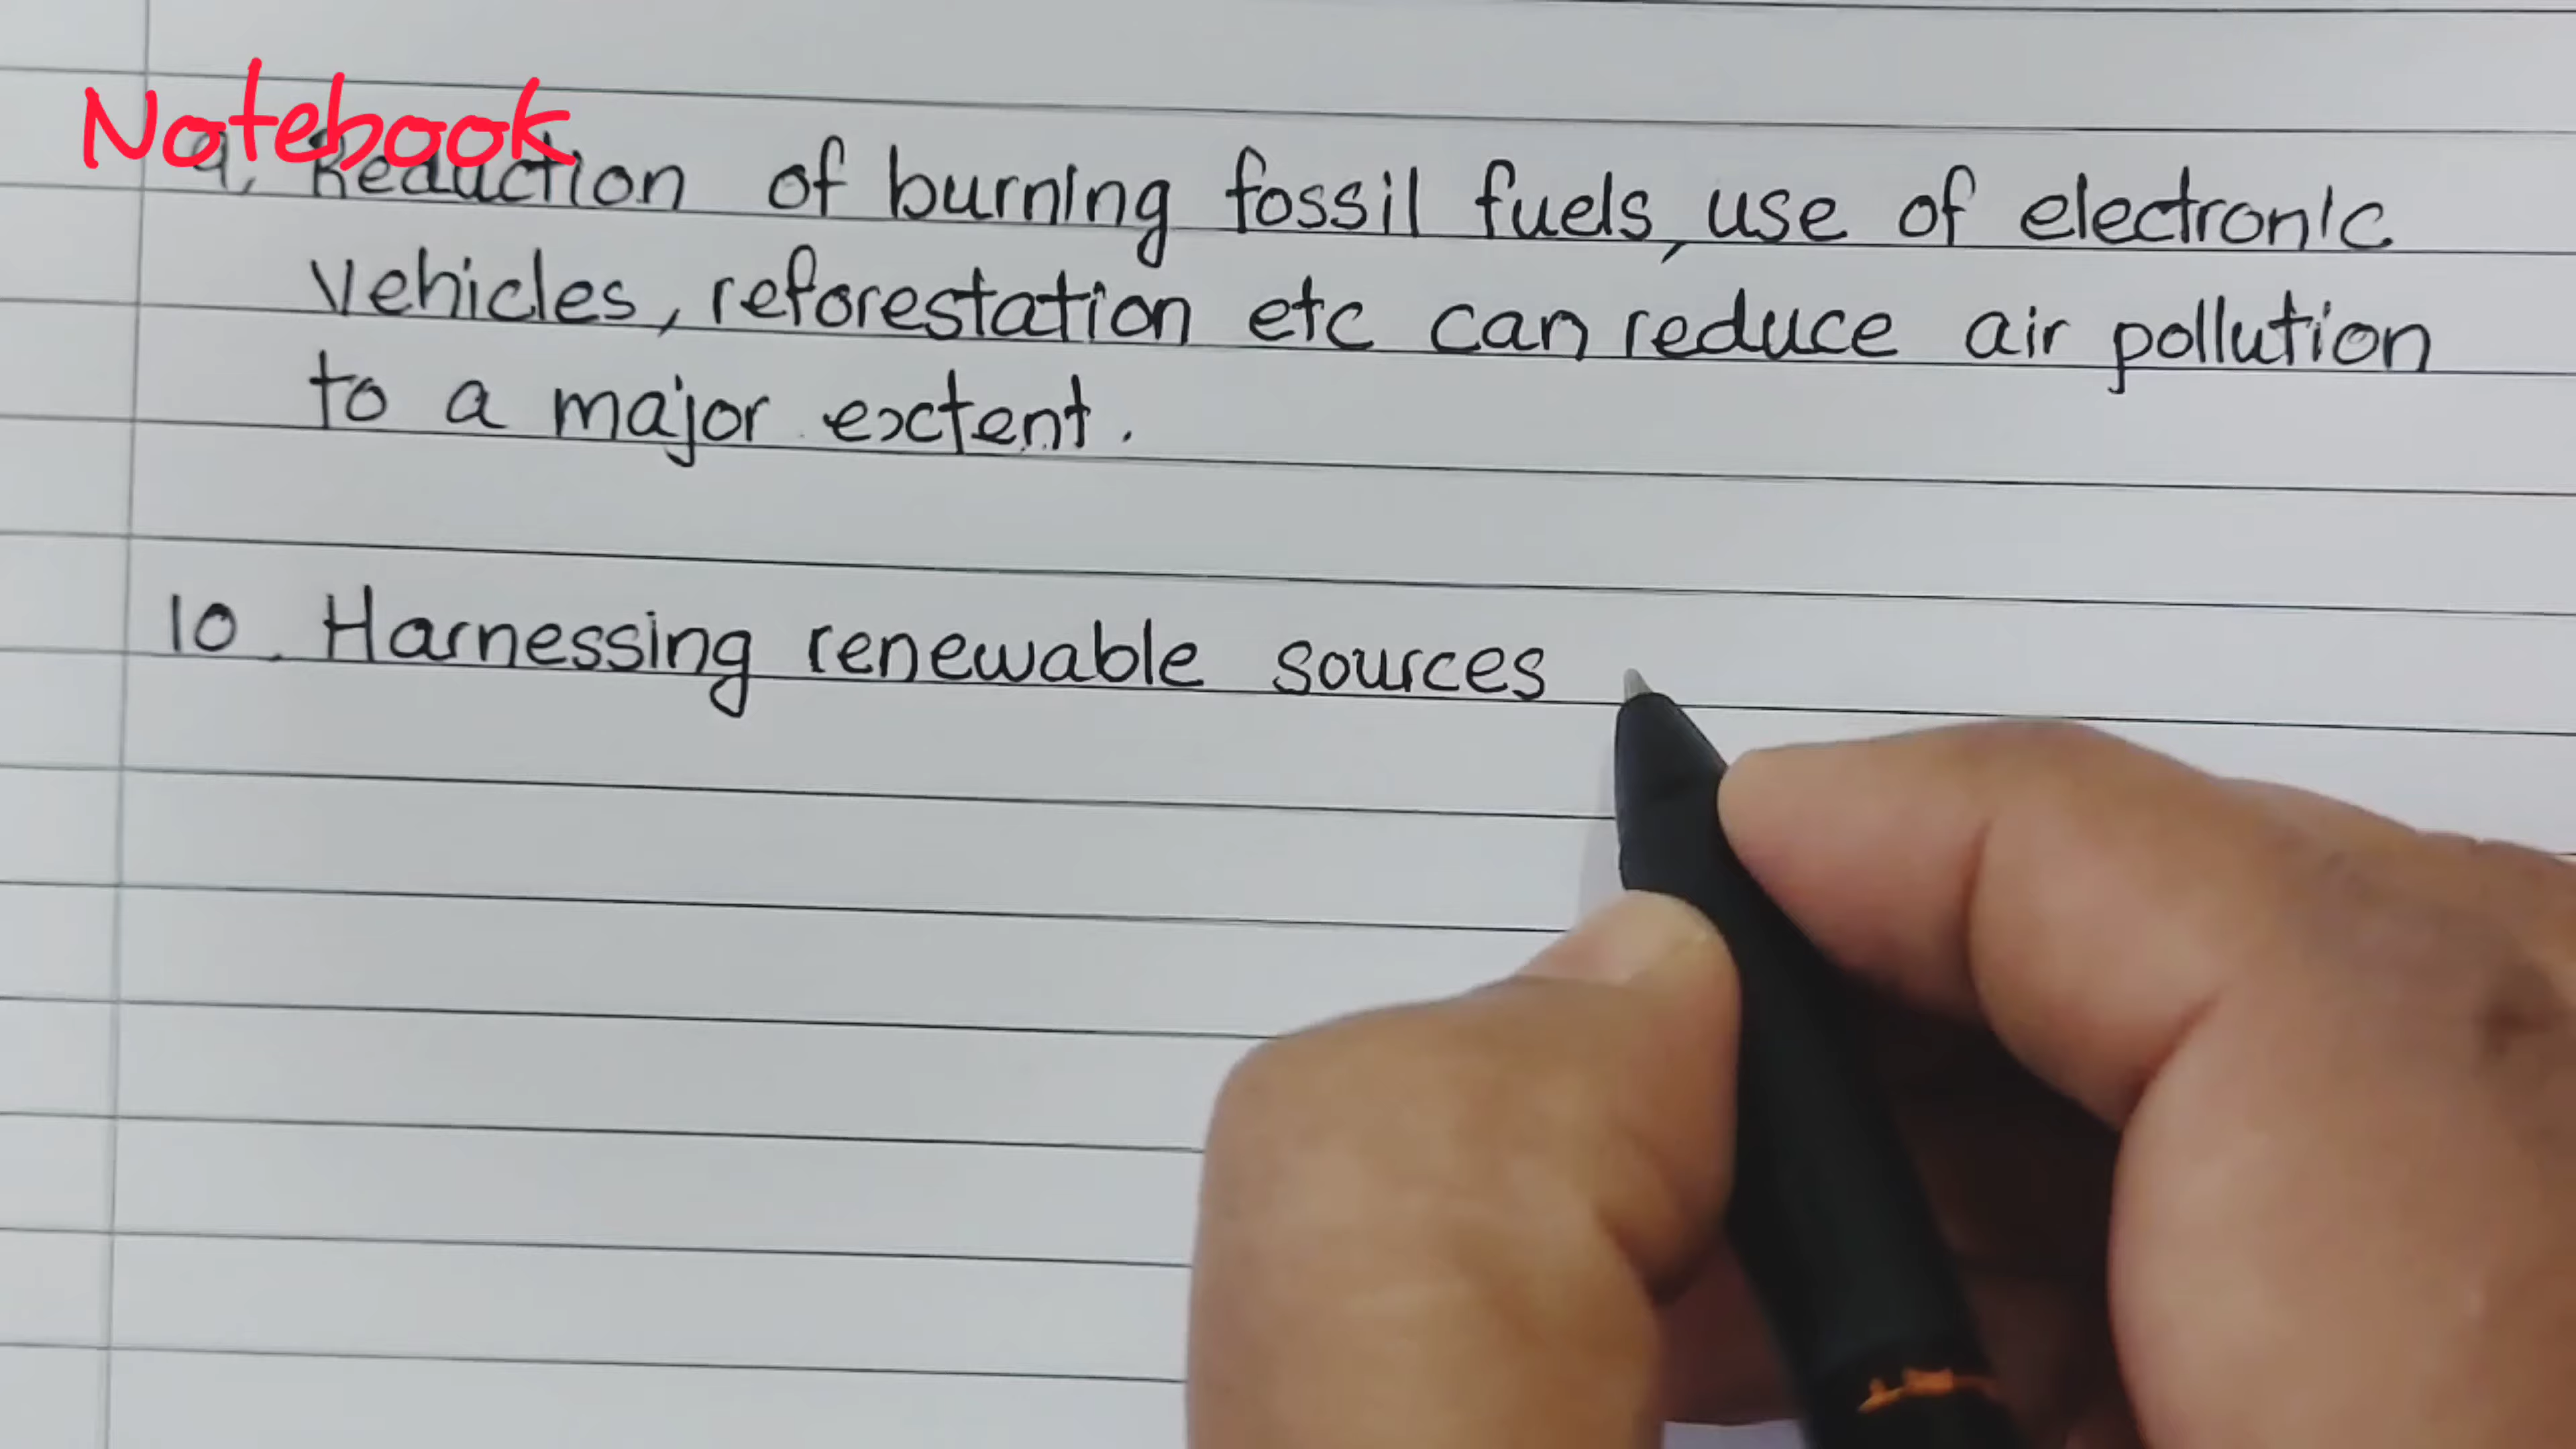 Notebook
9. Reduction of burning fossil fuels, use of electronic
vehicles, reforestation etc can reduce air pollution
to a major extent.
10. Harnessing renewable sources